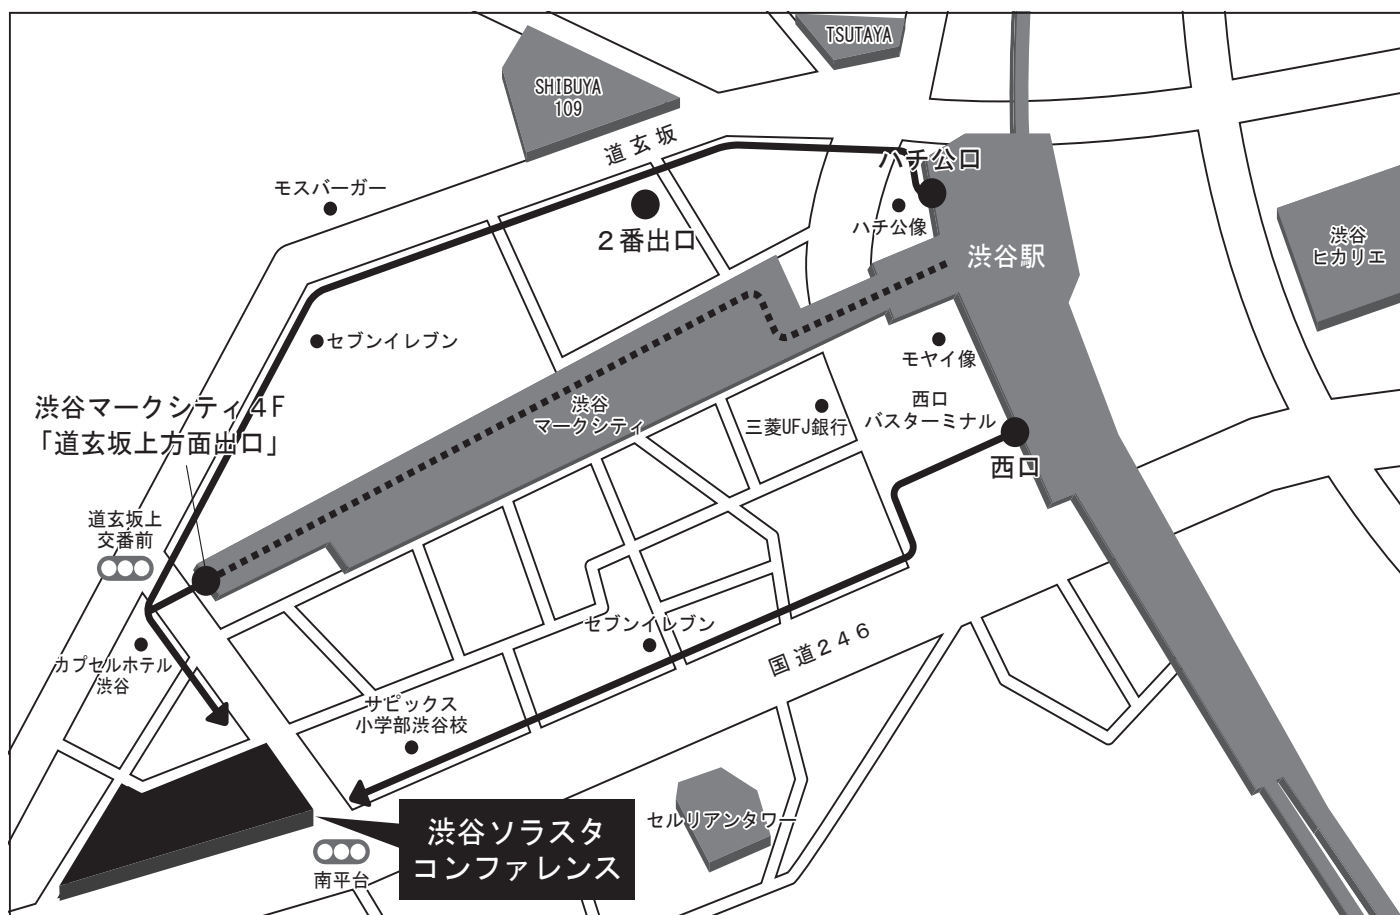 TSUTAYA
SHIBUYA
109
道玄坂
ハチ公口
モスバーガー
ハチ公像
2番出口
渋谷駅
渋谷
ヒカリエ
セブンイレブン
モヤイ像
渋谷マークシティ4F
「道玄坂上方面出口」
渋谷
マークシティ
西口
バスターミナル
三菱UFJ銀行
西口
道玄坂上
交番前
セブンイレブン
国道246
カプセルホテル
渋谷
サピックス
小学部渋谷校
セルリアンタワー
渋谷ソラスタ
コンファレンス
南平台